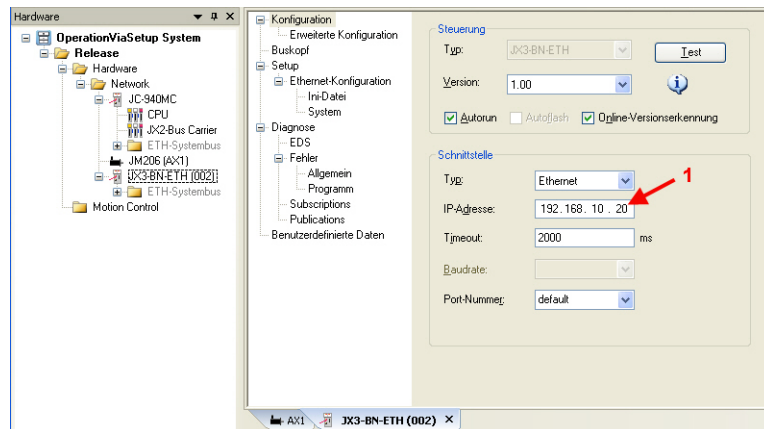 Hardware
OperationViaSetup System
Release
Hardware
Network
JC-940MC
CPU
JX2-Bus Carrier
ETH-Systembus
JM206 (AX1)
JX3-BN-ETH (002)
ETH-Systembus
Motion Control
Konfiguration
Erweiterte Konfiguration
Buskopf
Setup
Ethernet-Konfiguration
Ini-Datei
System
Diagnose
EDS
Fehler
Allgemein
Programm
Subscriptions
Publications
Benutzerdefinierte Daten
Steuerung
Typ: JX3-BN-ETH Test
Version: 1.00
Autorun Autoflash Online-Versionserkennung
Schnittstelle
Typ: Ethernet
1
IP-Adresse: 192.168. 10 . 20
Timeout: 2000 ms
Baudrate:
Port-Nummer: default
AX1 JX3-BN-ETH (002)